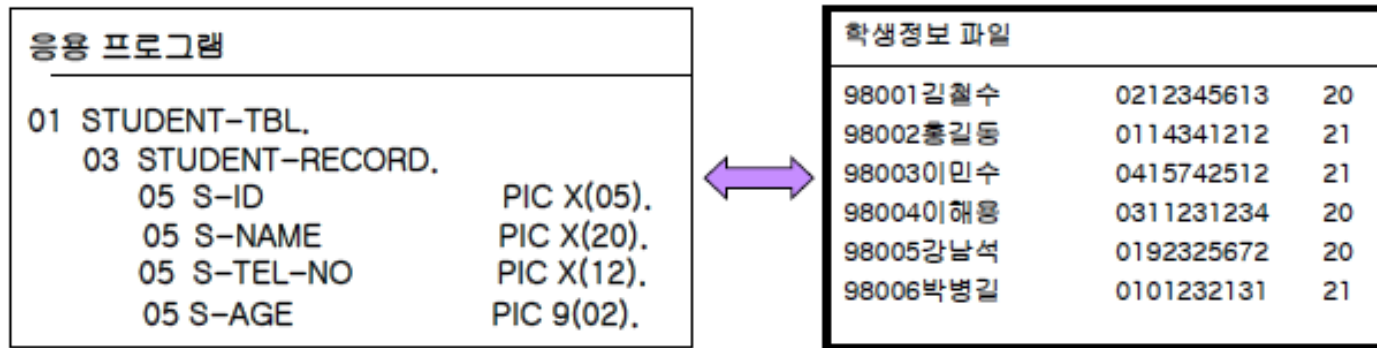 응용 프로그램
01 STUDENT-TBL.
03 STUDENT-RECORD.
05 S-ID PIC X(05).
05 S-NAME PIC X(20).
05 S-TEL-NO PIC X(12).
05 S-AGE PIC 9(02).
학생정보 파일
98001김철수 0212345613 20
98002홍길동 0114341212 21
98003이민수 0415742512 21
98004이해용 0311231234 20
98005강남석 0192325672 20
98006박병길 0101232131 21